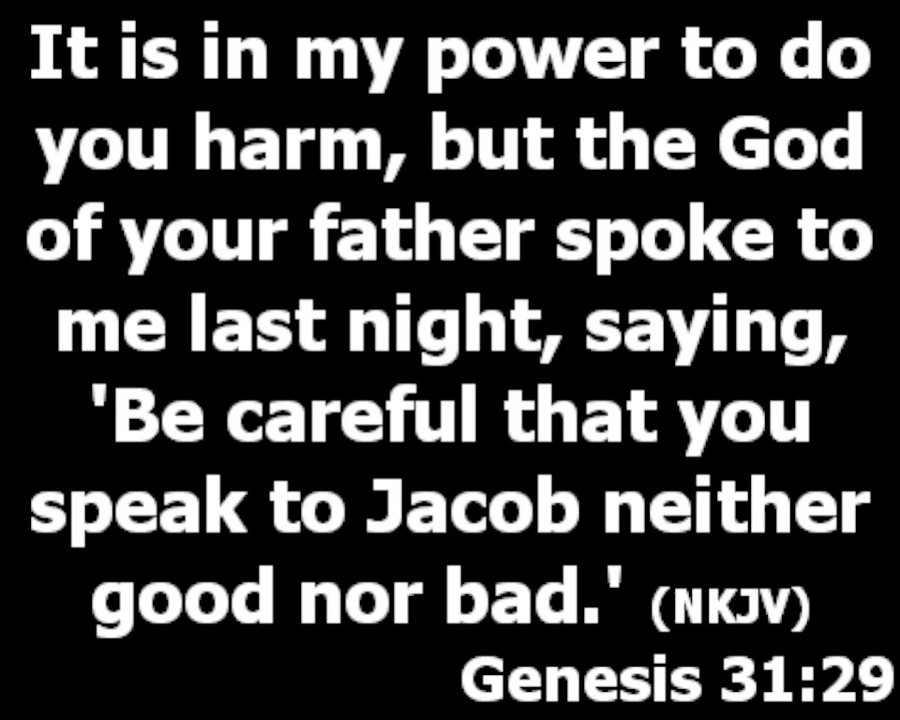 It is in my power to do
you harm, but the God
of your father spoke to
me last night, saying,
'Be careful that you
speak to Jacob neither
good nor bad.' (NKJV)
Genesis 31:29